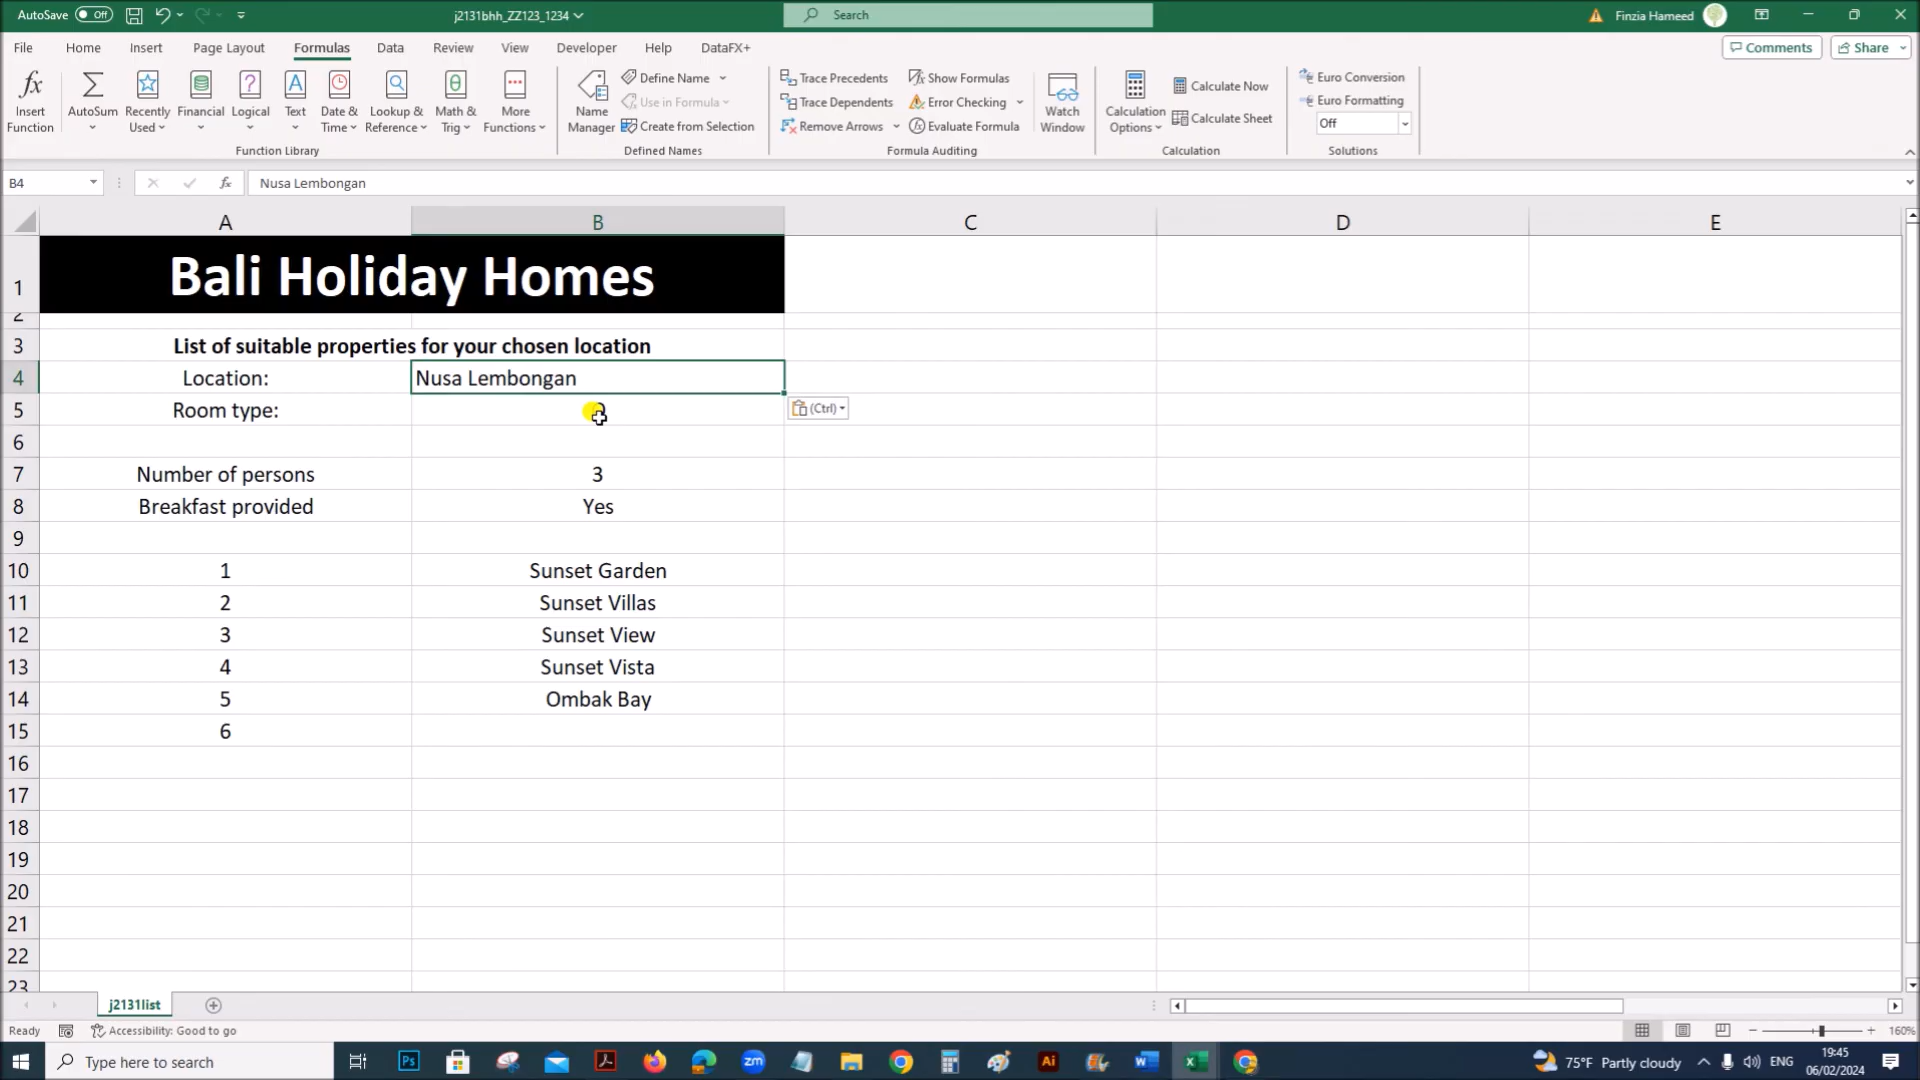 AutoSave Off j2131bhh_ZZ123_1234 Search Finzia Hameed
File Home Insert Page Layout Formulas Data Review View Developer Help DataFX+ Comments Share
Insert Function
AutoSum
Recently Used
Financial
Logical
Text
Date & Time
Lookup & Reference
Math & Trig
More Functions
Function Library
Name Manager
Define Name
Use in Formula
Create from Selection
Defined Names
Trace Precedents
Trace Dependents
Remove Arrows
Show Formulas
Error Checking
Evaluate Formula
Formula Auditing
Watch Window
Calculation Options
Calculate Now
Calculate Sheet
Calculation
Euro Conversion
Euro Formatting
Off
Solutions
B4 fx Nusa Lembongan
A B C D E
1 Bali Holiday Homes
2
3 List of suitable properties for your chosen location
4 Location: Nusa Lembongan
5 Room type: (Ctrl)
6
7 Number of persons 3
8 Breakfast provided Yes
9
10 1 Sunset Garden
11 2 Sunset Villas
12 3 Sunset View
13 4 Sunset Vista
14 5 Ombak Bay
15 6
16
17
18
19
20
21
22
23
j2131list
Ready Accessibility: Good to go 160%
Type here to search Ps zm Ai 75°F Partly cloudy ENG 19:45
06/02/2024